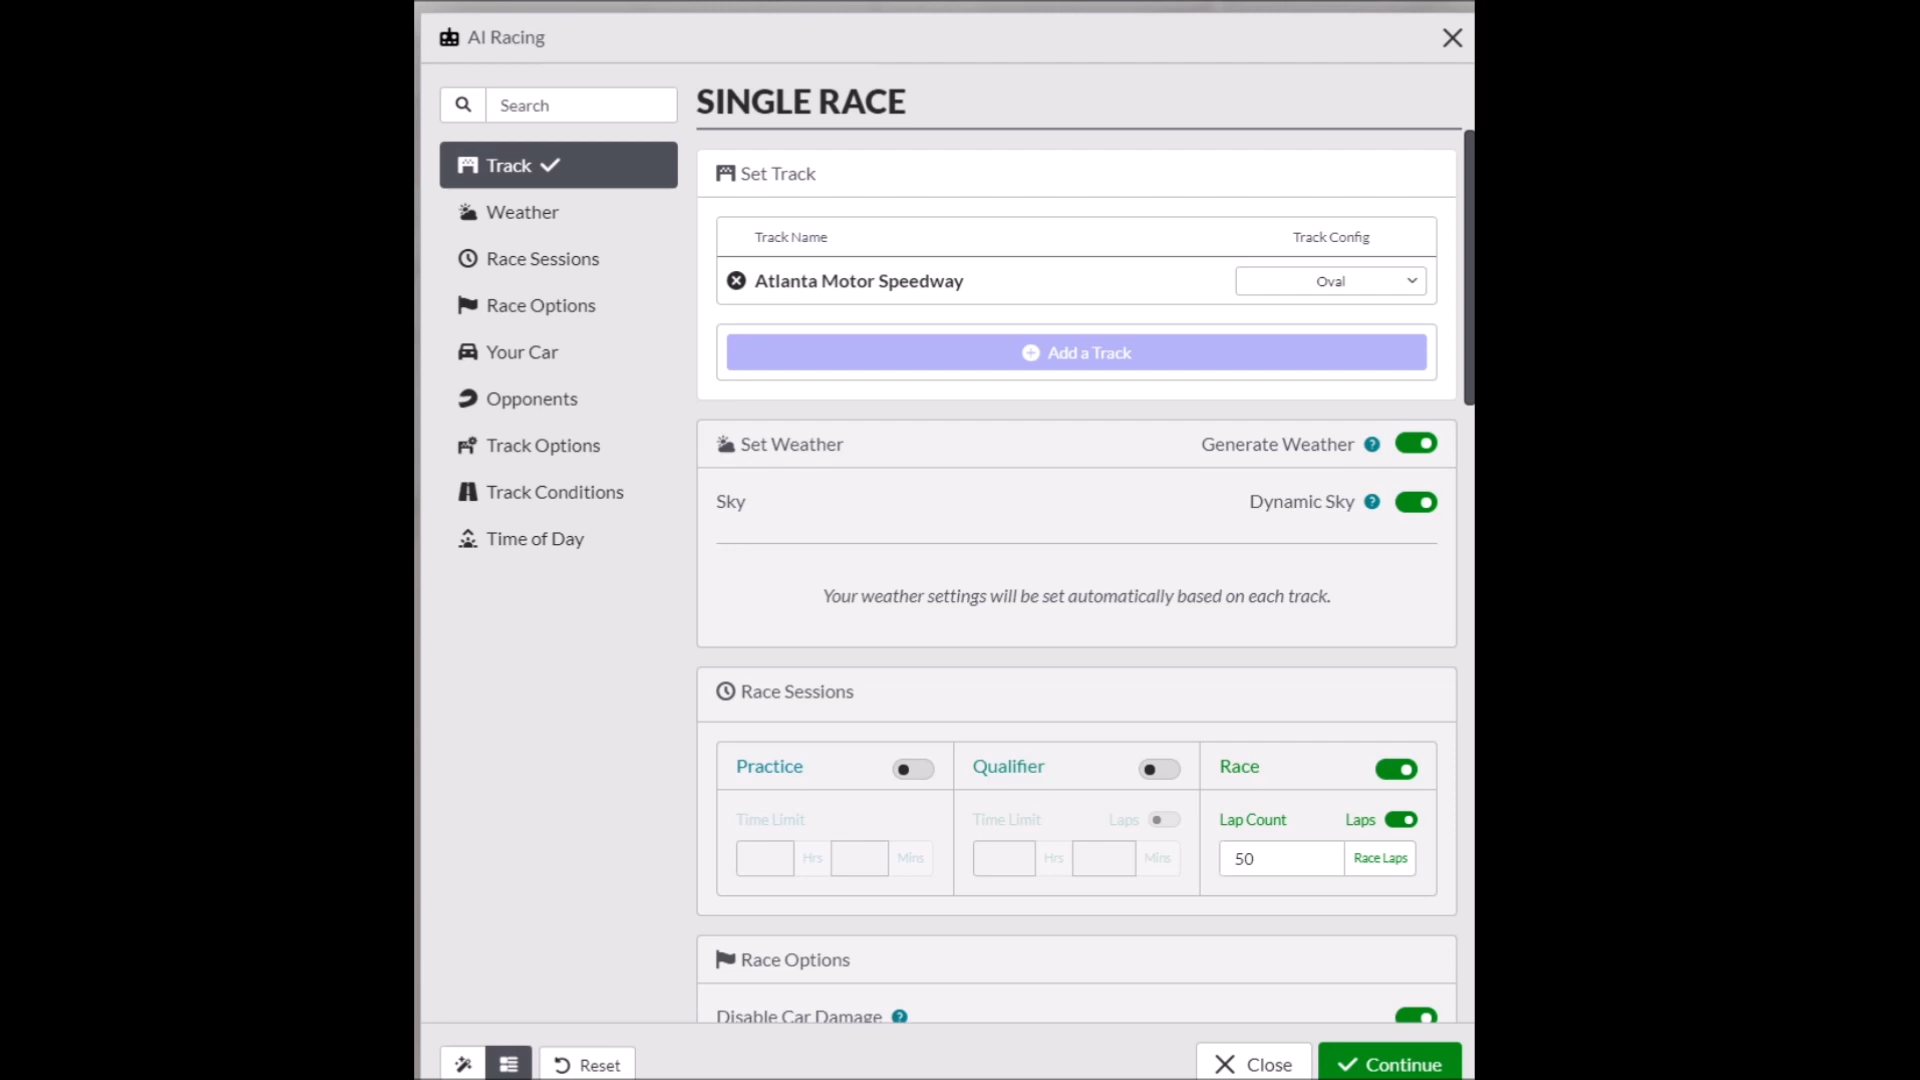 AI Racing
Search
SINGLE RACE
Track
Weather
Race Sessions
Race Options
Your Car
Opponents
Track Options
Track Conditions
Time of Day
Set Track
Track Name Track Config
Atlanta Motor Speedway Oval
Add a Track
Set Weather Generate Weather ?
Sky Dynamic Sky ?
Your weather settings will be set automatically based on each track.
Race Sessions
Practice Qualifier Race
Time Limit Time Limit Laps Lap Count Laps
Hrs Mins Hrs Mins 50 Race Laps
Race Options
Disable Car Damage ?
Reset Close Continue